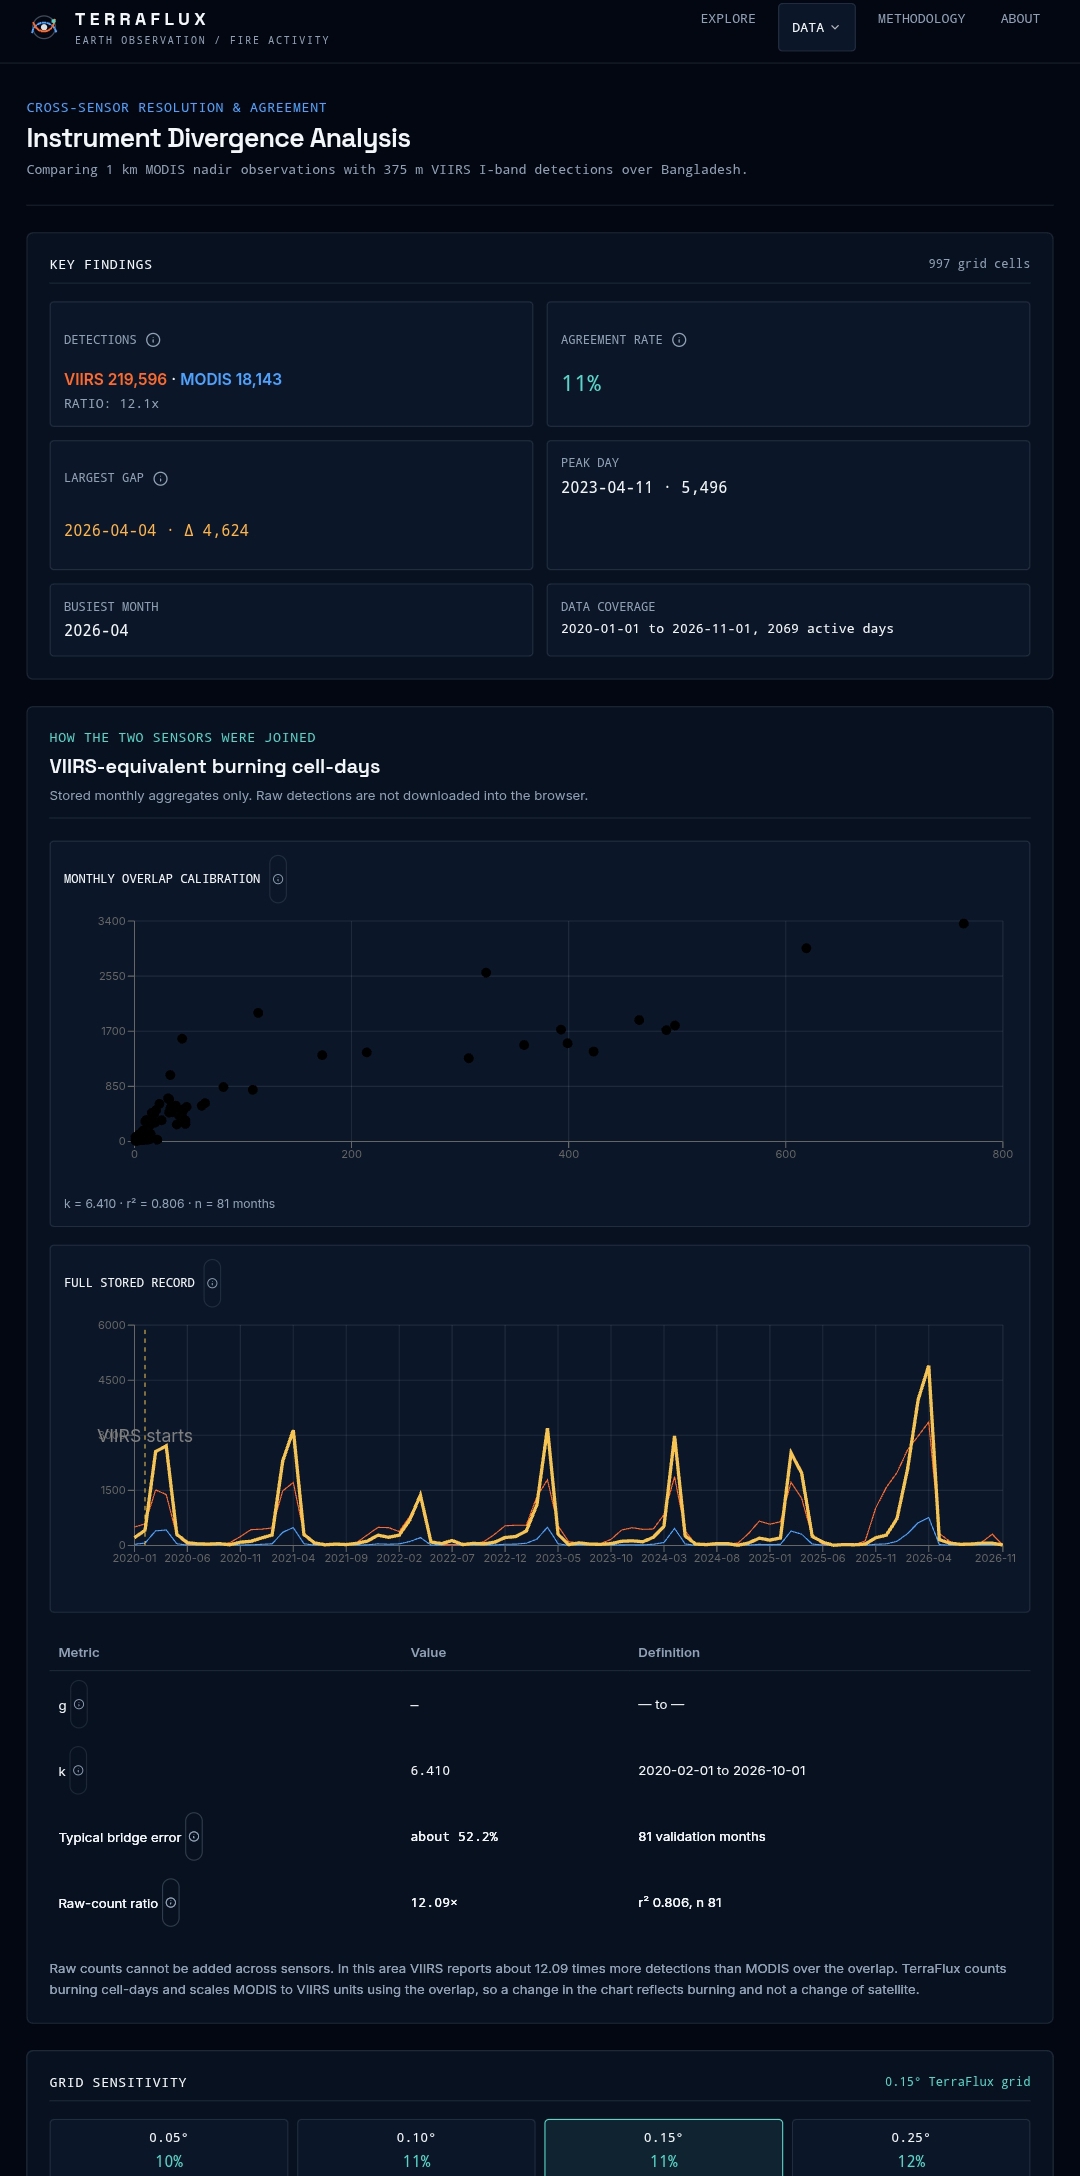 TERRAFLUX
EARTH OBSERVATION / FIRE ACTIVITY
EXPLORE
DATA
METHODOLOGY
ABOUT
CROSS-SENSOR RESOLUTION & AGREEMENT
Instrument Divergence Analysis
Comparing 1 km MODIS nadir observations with 375 m VIIRS I-band detections over Bangladesh.
KEY FINDINGS
997 grid cells
DETECTIONS
VIIRS 219,596 · MODIS 18,143
RATIO: 12.1x
AGREEMENT RATE
11%
LARGEST GAP
2026-04-04 · Δ 4,624
PEAK DAY
2023-04-11 · 5,496
BUSIEST MONTH
2026-04
DATA COVERAGE
2020-01-01 to 2026-11-01, 2069 active days
HOW THE TWO SENSORS WERE JOINED
VIIRS-equivalent burning cell-days
Stored monthly aggregates only. Raw detections are not downloaded into the browser.
MONTHLY OVERLAP CALIBRATION
3400
2550
1700
850
0
0 200 400 600 800
k = 6.410 · r² = 0.806 · n = 81 months
FULL STORED RECORD
6000
4500
3000
VIIRS starts
1500
0
2020-01 2020-06 2020-11 2021-04 2021-09 2022-02 2022-07 2022-12 2023-05 2023-10 2024-03 2024-08 2025-01 2025-06 2025-11 2026-04 2026-11
Metric Value Definition
g — — to —
k 6.410 2020-02-01 to 2026-10-01
Typical bridge error about 52.2% 81 validation months
Raw-count ratio 12.09× r² 0.806, n 81
Raw counts cannot be added across sensors. In this area VIIRS reports about 12.09 times more detections than MODIS over the overlap. TerraFlux counts
burning cell-days and scales MODIS to VIIRS units using the overlap, so a change in the chart reflects burning and not a change of satellite.
GRID SENSITIVITY
0.15° TerraFlux grid
0.05° 0.10° 0.15° 0.25°
10% 11% 11% 12%